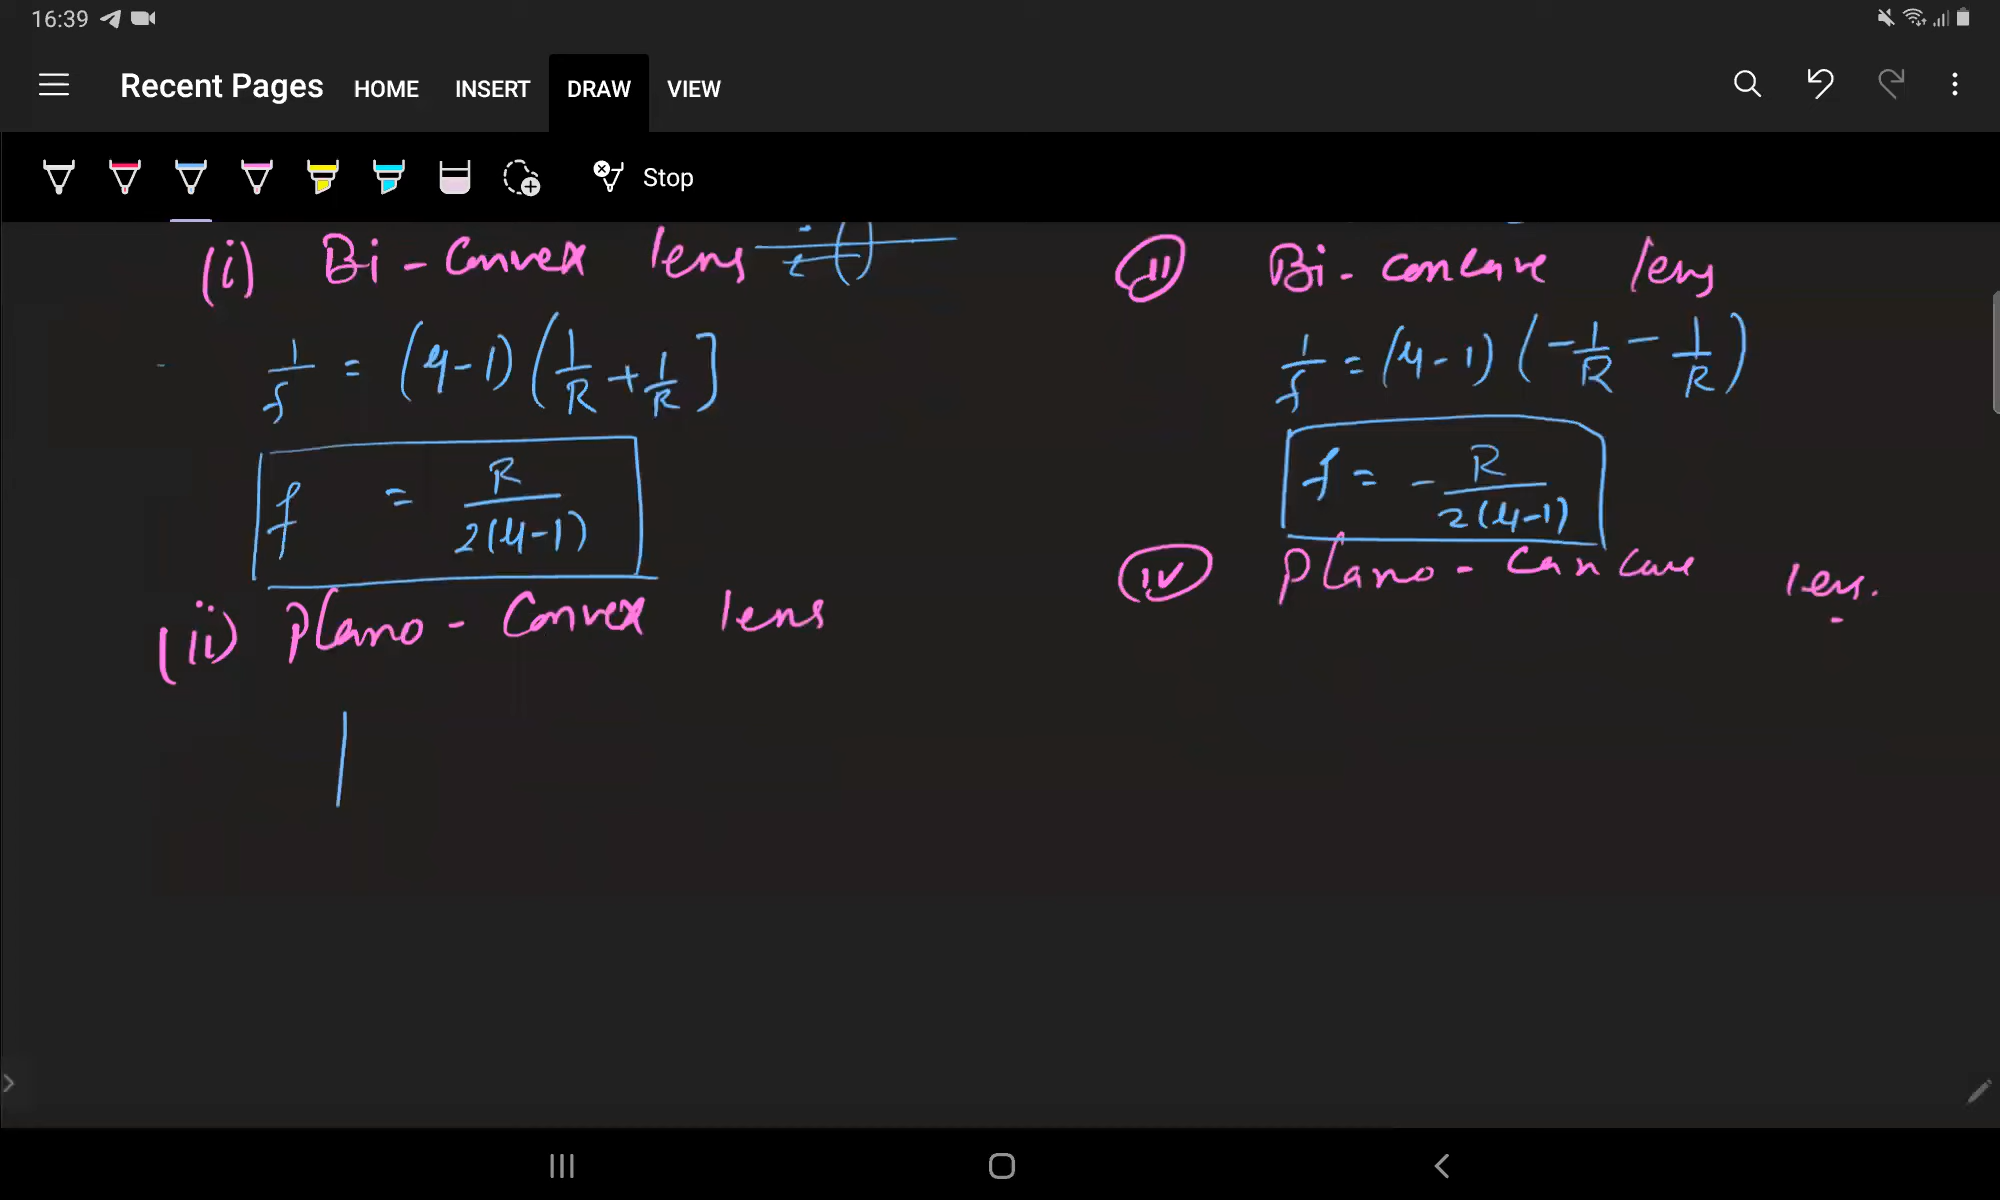 16:39
Recent Pages HOME INSERT DRAW VIEW
Stop
(i) Bi - Convex lens
1/f = (μ-1)(1/R + 1/R]
f = R/2(μ-1)
(ii) Plano - Convex lens
(II) Bi - concave lens
1/f = (μ-1)(-1/R - 1/R)
f = - R/2(μ-1)
(IV) Plano - Concave lens.